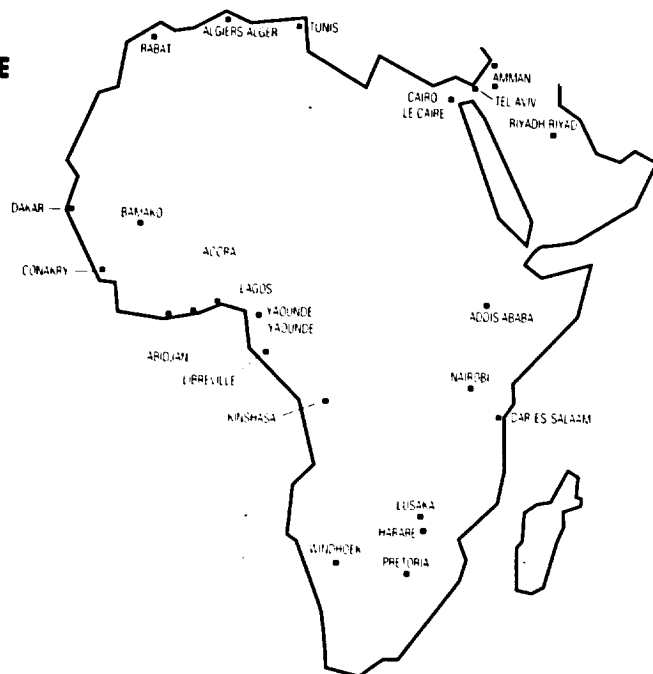 E
ALGIERS ALGER
TUNIS
RABAT
AMMAN
TEL AVIV
CAIRO
LE CAIRE
RIYADH RIYAD
DAKAR
BAMAKO
ACCRA
CONAKRY
LAGOS
YAOUNDE
YAOUNDE
ADDIS ABABA
ABIDJAN
LIBREVILLE
NAIROBI
KINSHASA
DAR ES SALAAM
LUSAKA
HARARE
WINDHOEK
PRETORIA